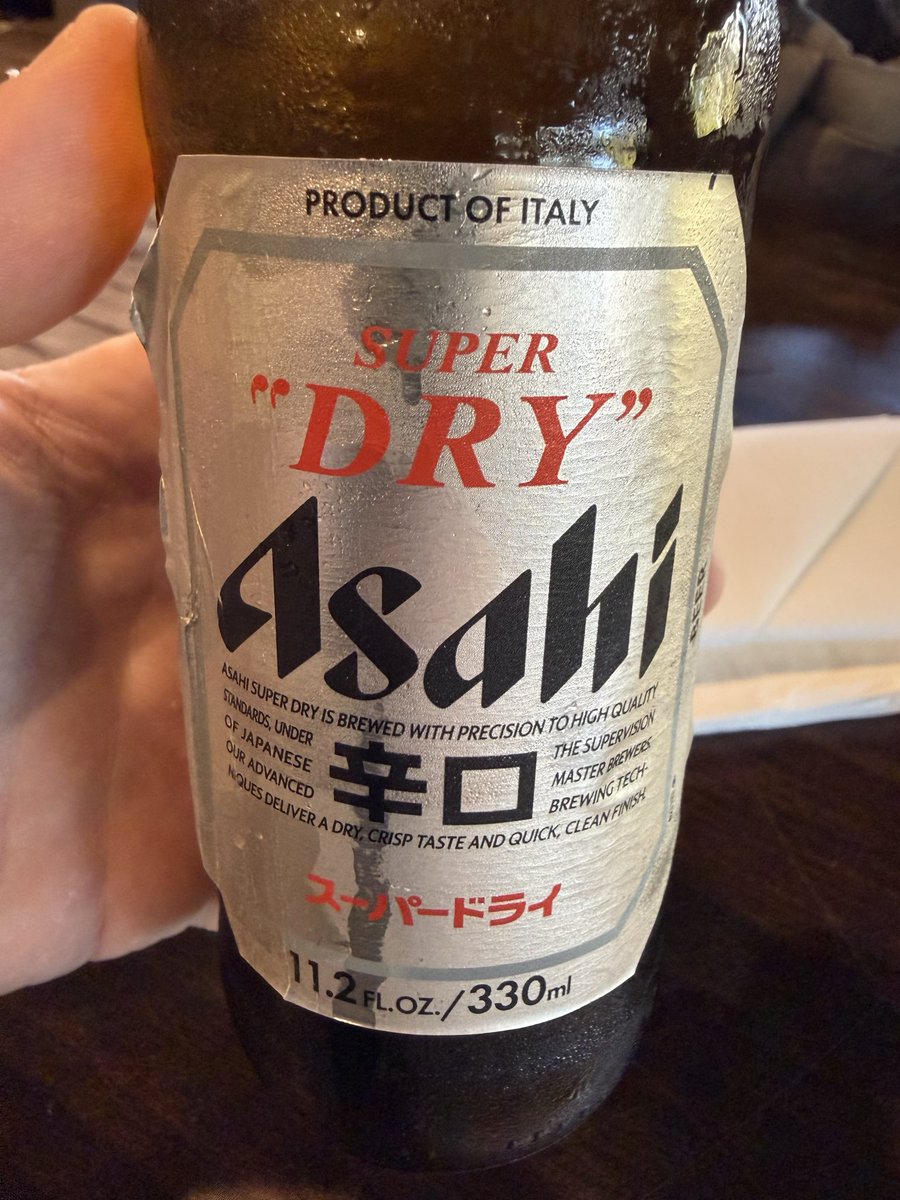 PRODUCT OF ITALY
SUPER
"DRY"
Asahi
ASAHI SUPER DRY IS BREWED WITH PRECISION TO HIGH QUALITY
STANDARDS, UNDER THE SUPERVISION
OF JAPANESE MASTER BREWERS.
OUR ADVANCED BREWING TECH-
NIQUES DELIVER A DRY, CRISP TASTE AND QUICK, CLEAN FINISH.
辛口
スーパードライ
11.2 FL.OZ./330ml
BEER